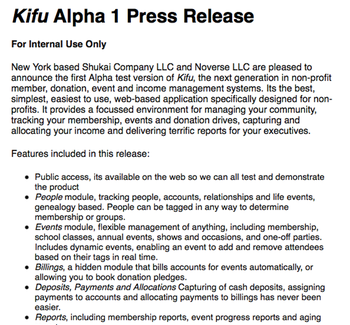 Kifu Alpha 1 Press Release
For Internal Use Only
New York based Shukai Company LLC and Noverse LLC are pleased to
announce the first Alpha test version of Kifu, the next generation in non-profit
member, donation, event and income management systems. Its the best,
simplest, easiest to use, web-based application specifically designed for non-
profits. It provides a focussed environment for managing your community,
tracking your membership, events and donation drives, capturing and
allocating your income and delivering terrific reports for your executives.
Features included in this release:
• Public access, its available on the web so we can all test and demonstrate
the product
• People module, tracking people, accounts, relationships and life events,
genealogy based. People can be tagged in any way to determine
membership or groups.
• Events module, flexible management of anything, including membership,
school classes, annual events, shows and occasions, and one-off parties.
Includes dynamic events, enabling an event to add and remove attendees
based on their tags in real time.
• Billings, a hidden module that bills accounts for events automatically, or
allowing you to book donation pledges.
• Deposits, Payments and Allocations Capturing of cash deposits, assigning
payments to accounts and allocating payments to billings has never been
easier.
• Reports, including membership reports, event progress reports and aging